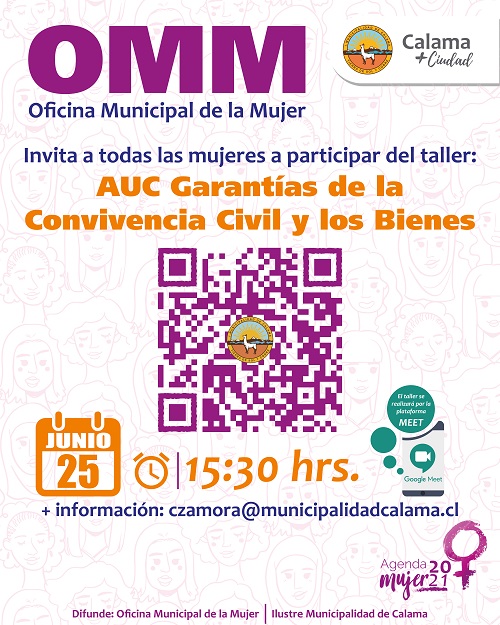 OMM
Oficina Municipal de la Mujer
Calama
+Ciudad
Invita a todas las mujeres a participar del taller:
AUC Garantías de la
Convivencia Civil y los Bienes
JUNIO
25
15:30 hrs.
El taller se
realizará por la
plataforma
MEET
Google Meet
+ información: czamora@municipalidadcalama.cl
Agenda
mujer
20
21
Difunde: Oficina Municipal de la Mujer | Ilustre Municipalidad de Calama